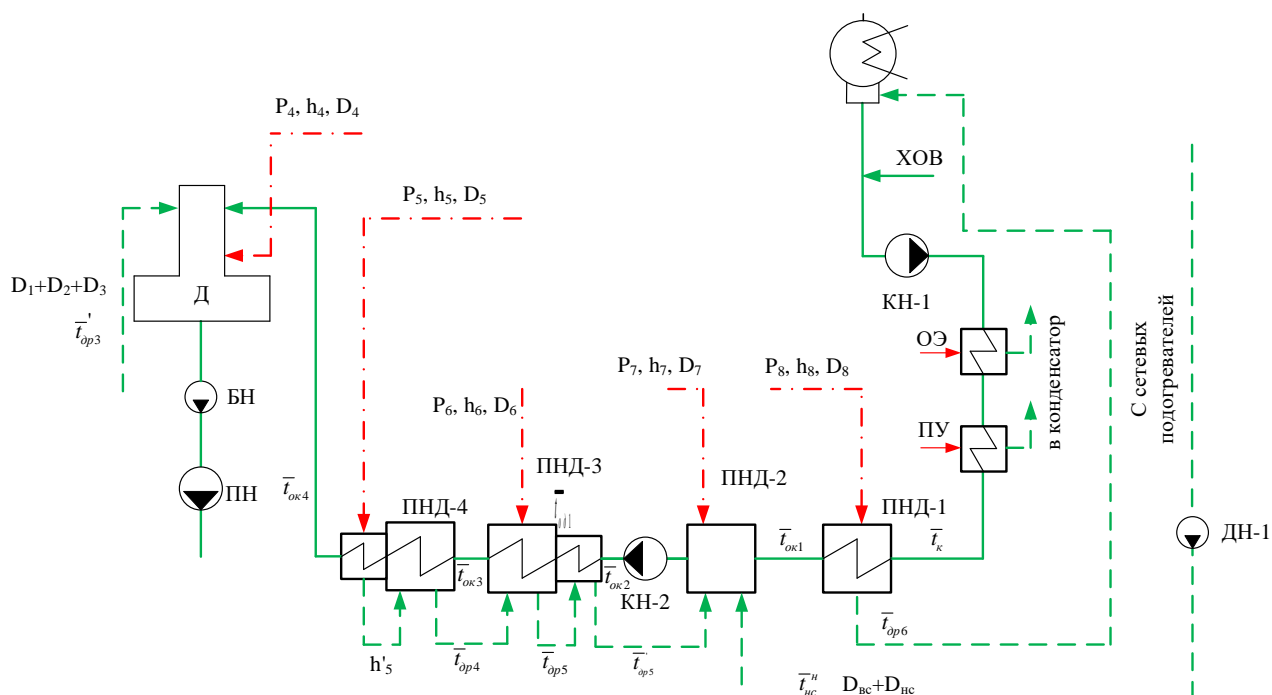 P₄, h₄, D₄
ХОВ
P₅, h₅, D₅
КН-1
D₁+D₂+D₃
t̅'др3
Д
ОЭ
P₇, h₇, D₇
P₈, h₈, D₈
БН
P₆, h₆, D₆
ПУ
в конденсатор
С сетевых
подогревателей
ПНД-3
ПНД-2
ПН
t̅ок4
ПНД-4
ПНД-1
t̅ок1
t̅к
ДН-1
t̅ок3
t̅ок2
КН-2
t̅др6
h'₅
t̅др4
t̅др5
t̅др5
t̅нсн
Dвс+Dнс